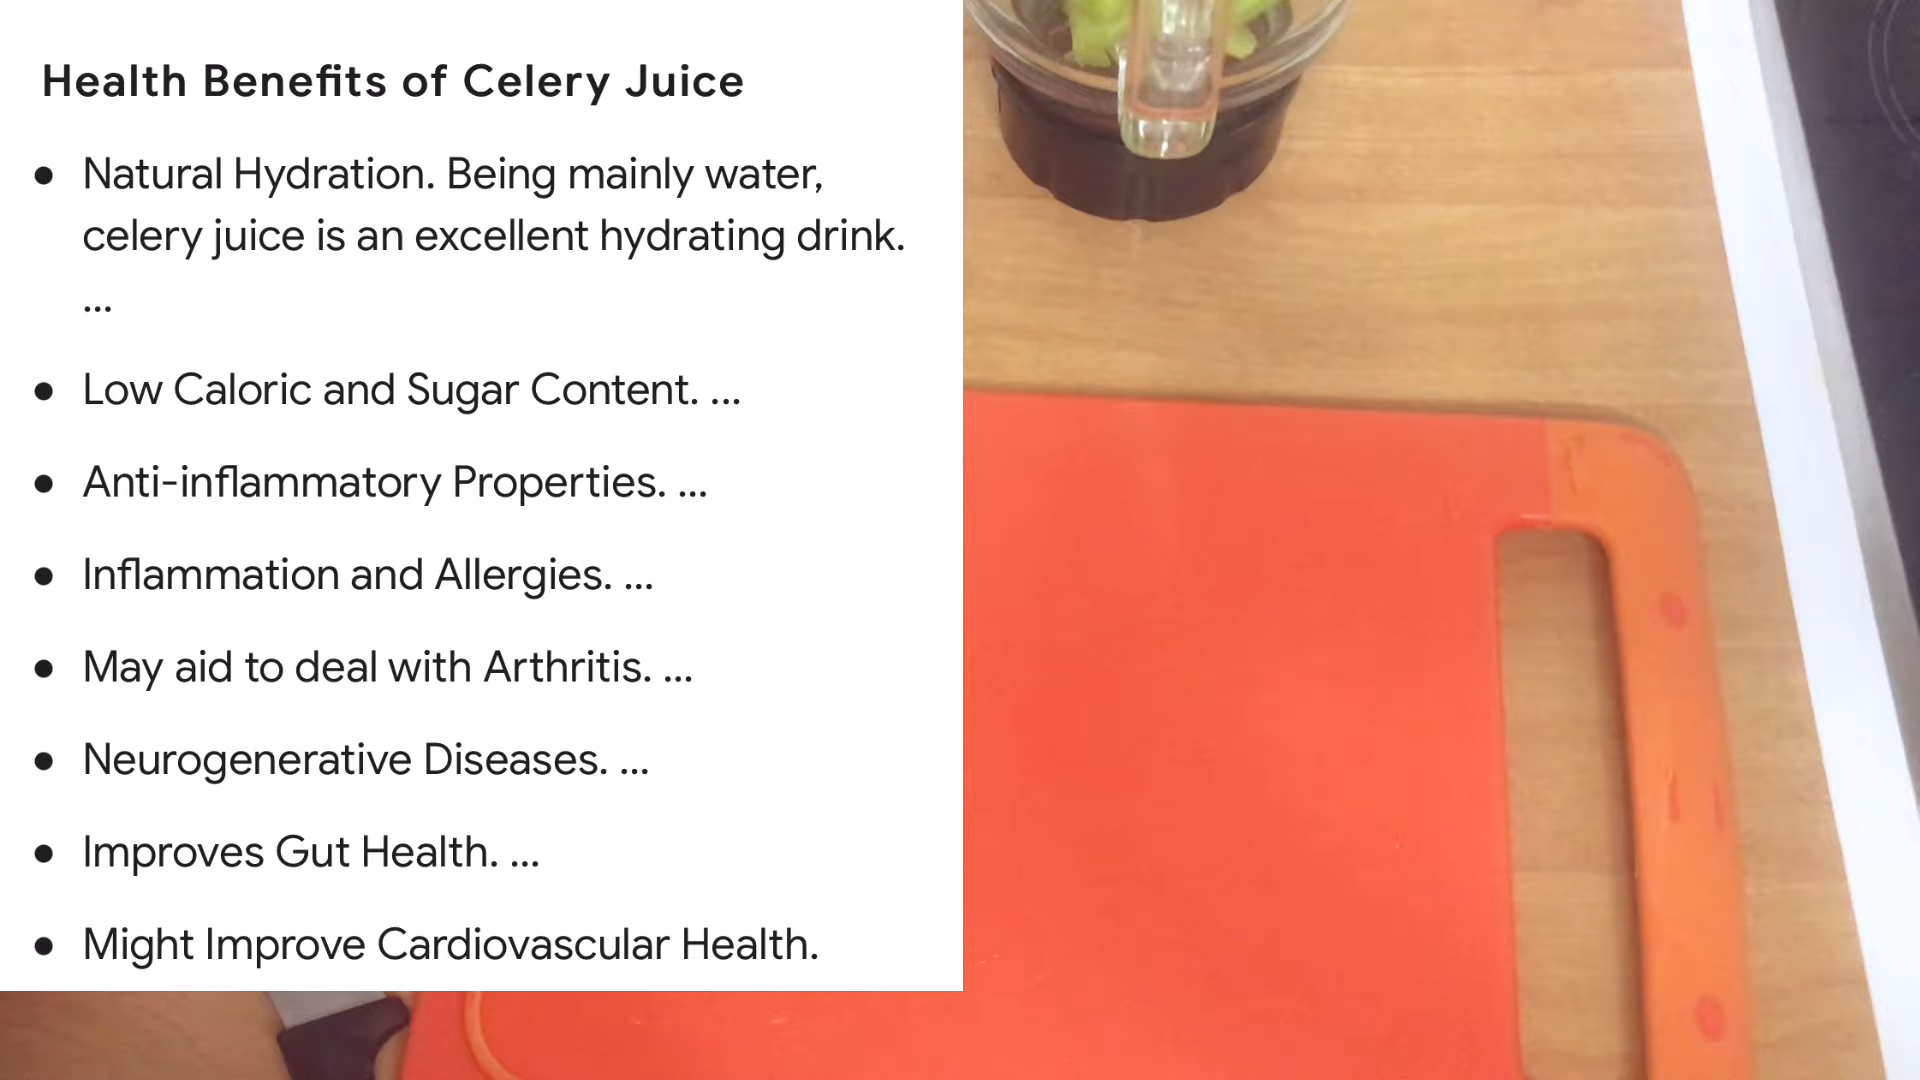 Health Benefits of Celery Juice
● Natural Hydration. Being mainly water,
celery juice is an excellent hydrating drink.
...
● Low Caloric and Sugar Content. ...
● Anti-inflammatory Properties. ...
● Inflammation and Allergies. ...
● May aid to deal with Arthritis. ...
● Neurogenerative Diseases. ...
● Improves Gut Health. ...
● Might Improve Cardiovascular Health.